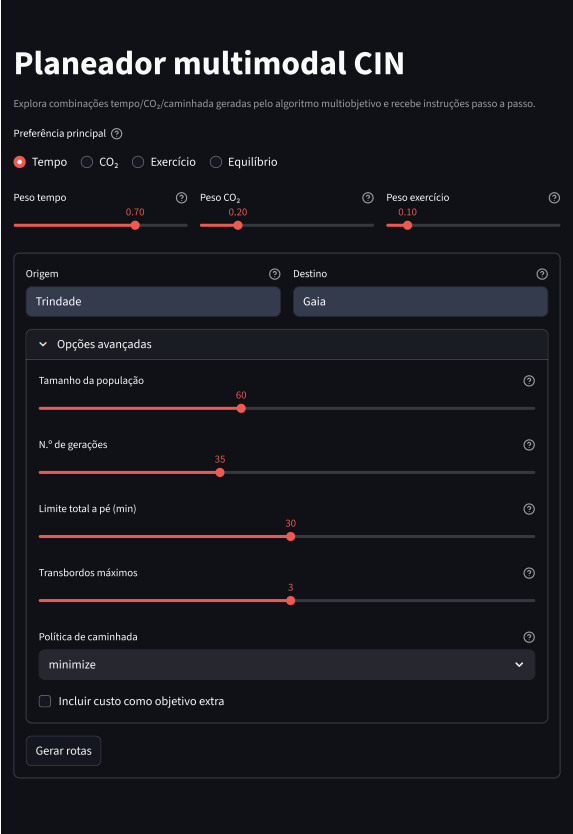 Planeador multimodal CIN
Explora combinações tempo/CO₂/caminhada geradas pelo algoritmo multiobjetivo e recebe instruções passo a passo.
Preferência principal
Tempo CO₂ Exercício Equilíbrio
Peso tempo Peso CO₂ Peso exercício
0.70 0.20 0.10
Origem Destino
Trindade Gaia
Opções avançadas
Tamanho da população
60
N.º de gerações
35
Limite total a pé (min)
30
Transbordos máximos
3
Política de caminhada
minimize
Incluir custo como objetivo extra
Gerar rotas